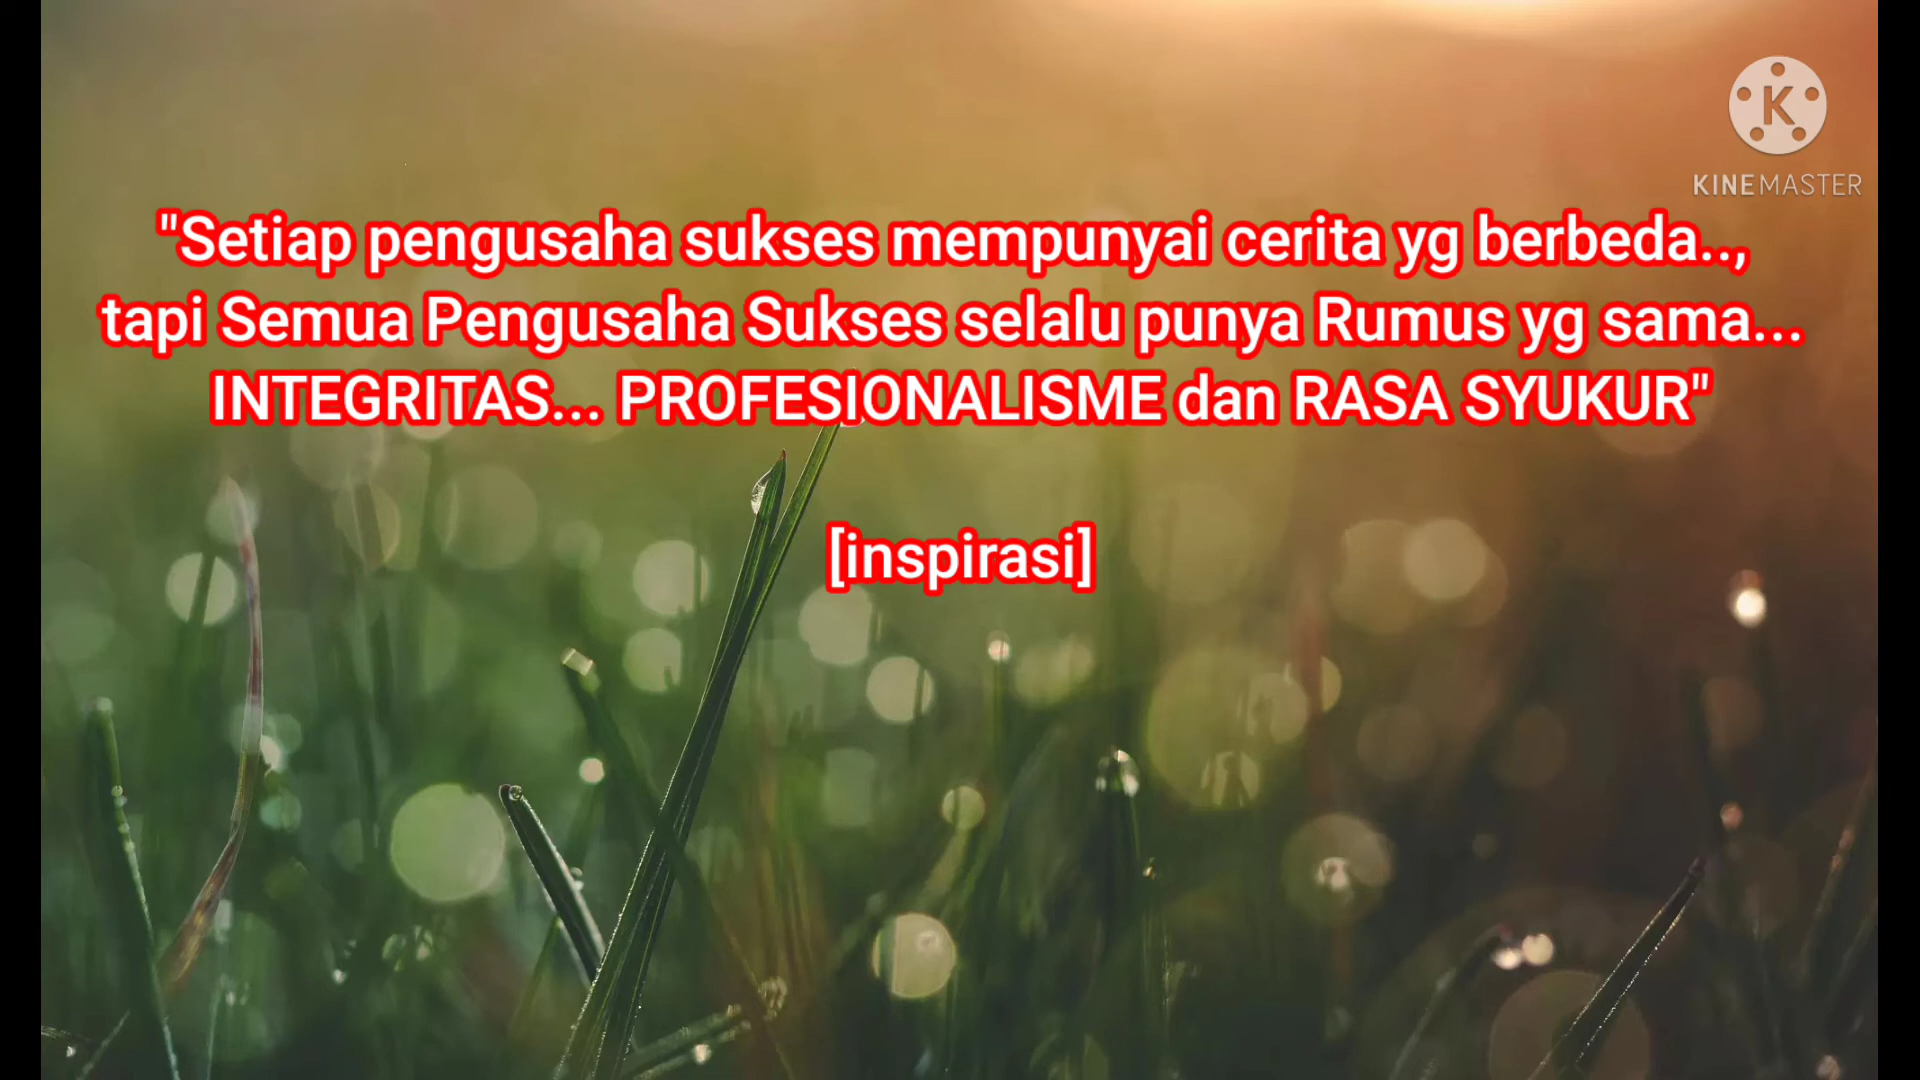 KINEMASTER
"Setiap pengusaha sukses mempunyai cerita yg berbeda..,
tapi Semua Pengusaha Sukses selalu punya Rumus yg sama...
INTEGRITAS... PROFESIONALISME dan RASA SYUKUR"
[inspirasi]